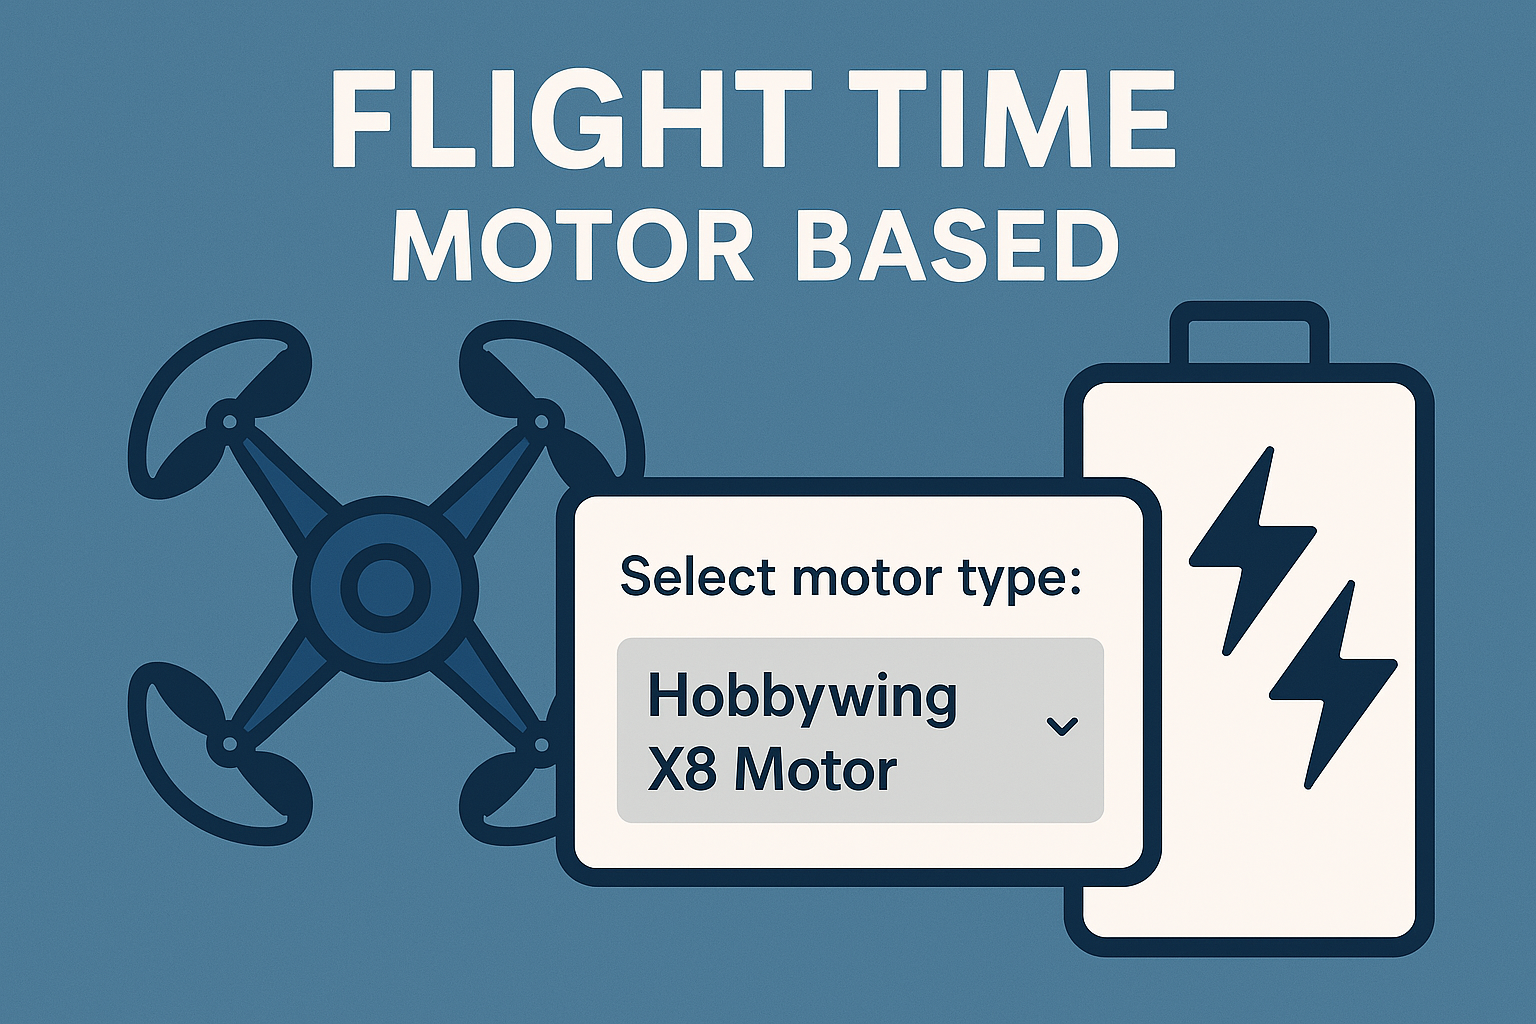 FLIGHT TIME
MOTOR BASED
Select motor type:
Hobbywing
X8 Motor